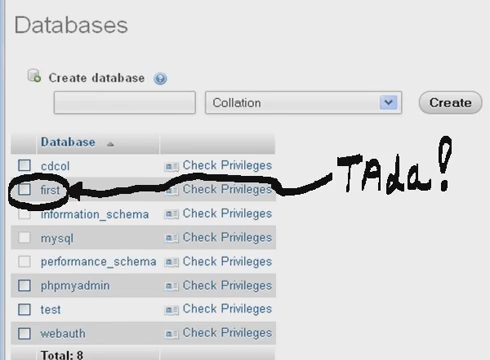 Databases
Create database
Collation Create
Database
cdcol Check Privileges
first Check Privileges
TAda!
information_schema Check Privileges
mysql Check Privileges
performance_schema Check Privileges
phpmyadmin Check Privileges
test Check Privileges
webauth Check Privileges
Total: 8